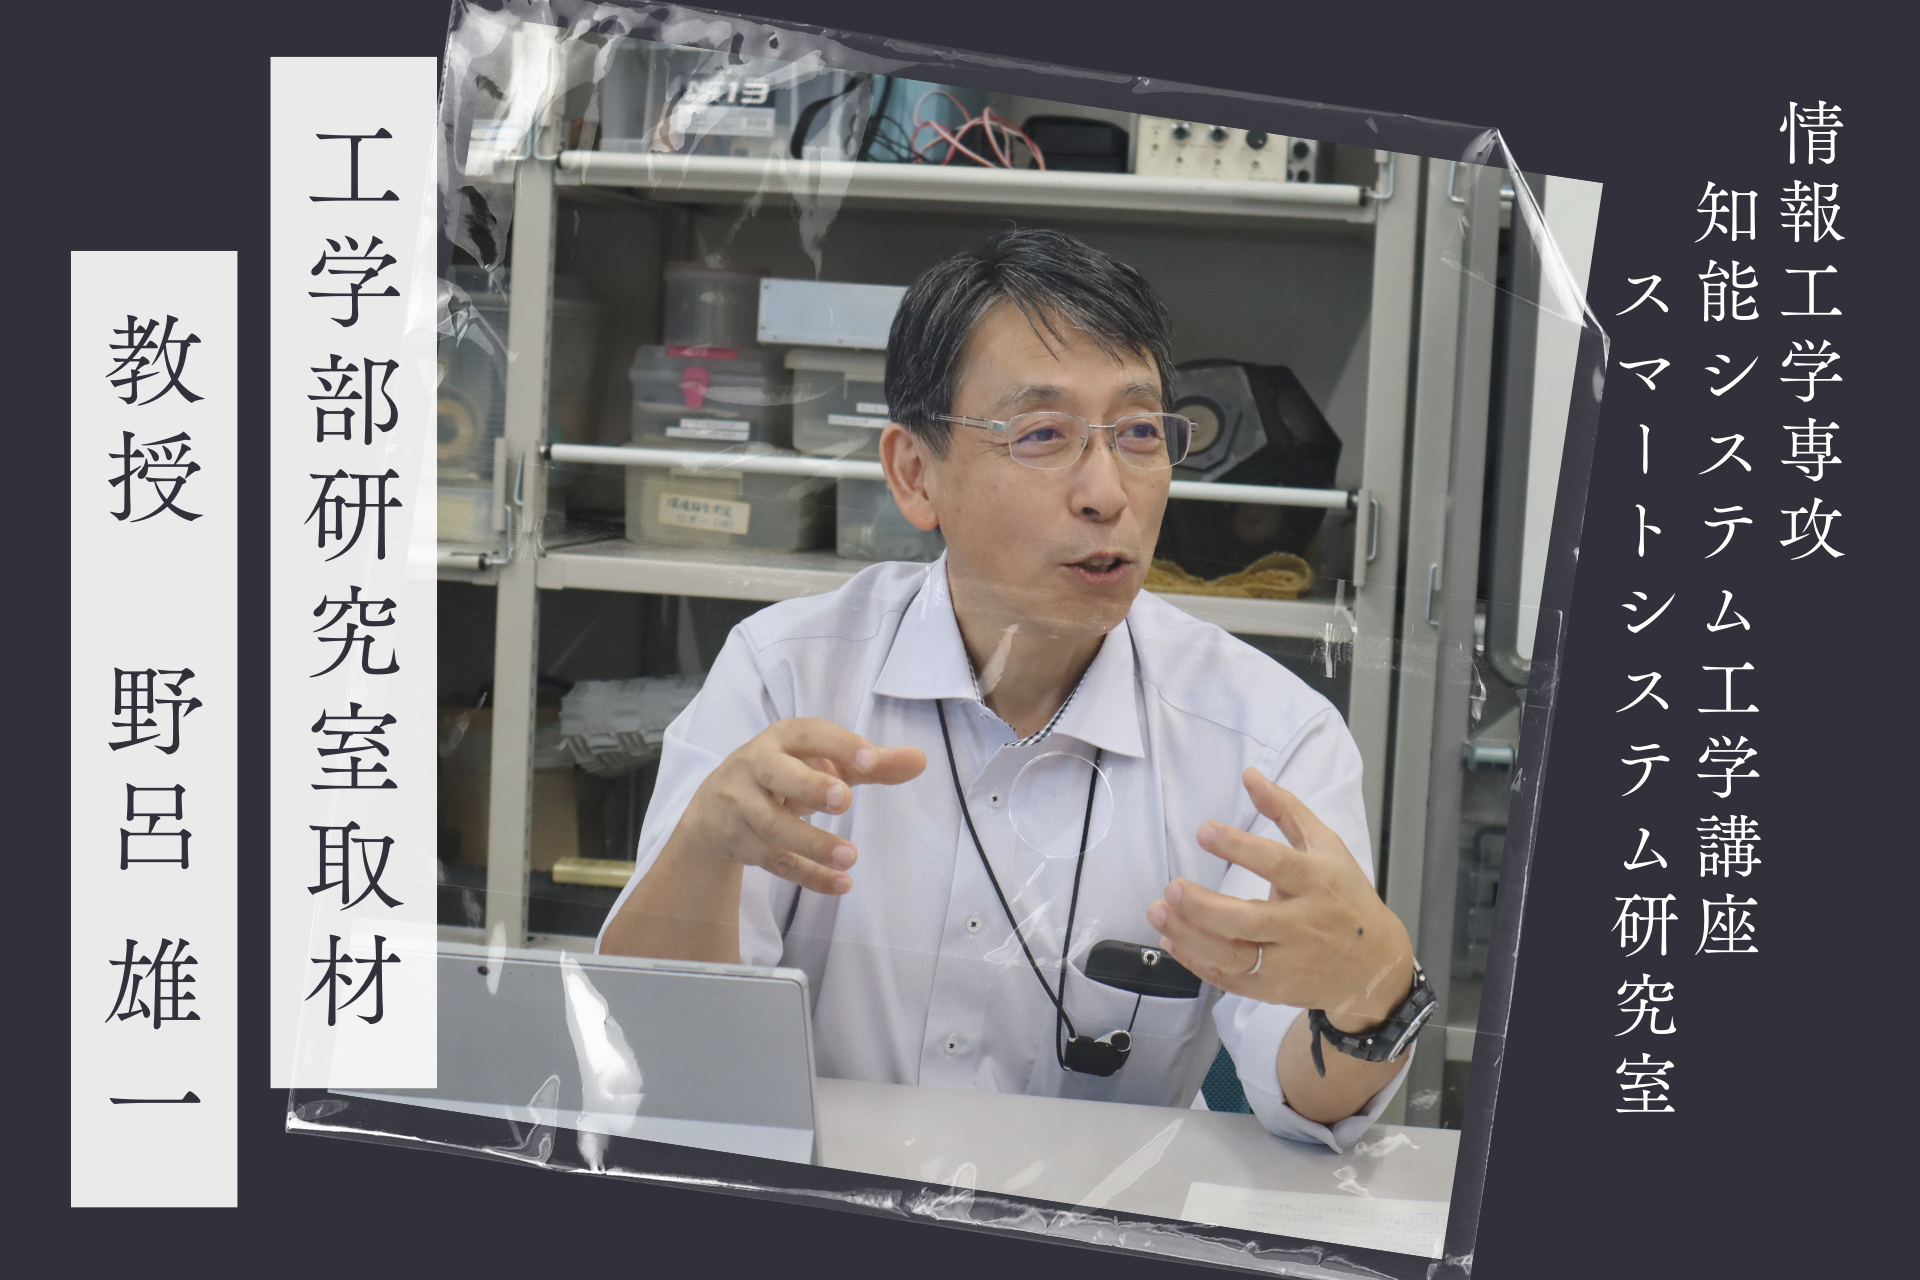 情報工学専攻
知能システム工学講座
スマートシステム研究室
工学部研究室取材
教授 野呂 雄一